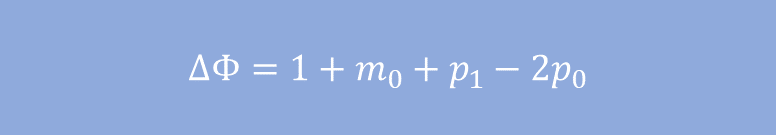 ΔΦ = 1 + m₀ + p₁ − 2p₀